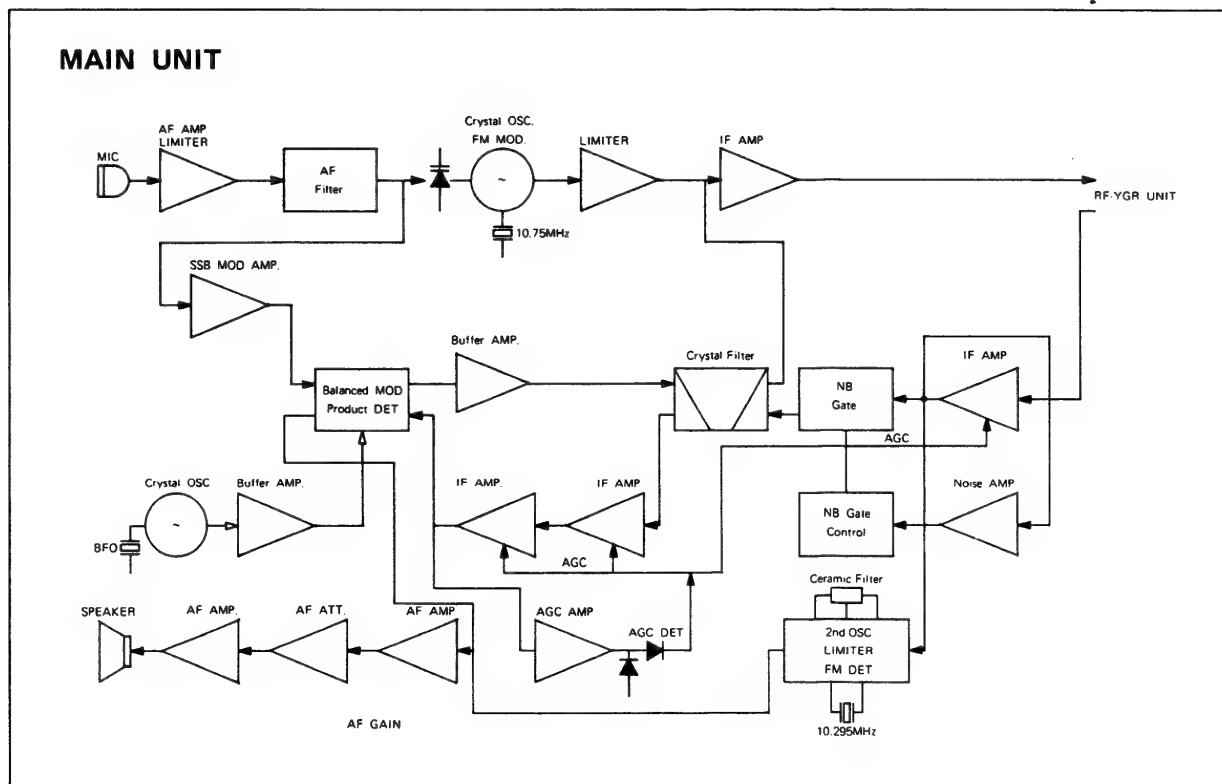 MAIN UNIT
AF AMP
LIMITER
Crystal OSC.
FM MOD.
LIMITER
IF AMP
MIC
AF
Filter
~
RF-YGR UNIT
10.75MHz
SSB MOD AMP.
Buffer AMP.
Crystal Filter
IF AMP
Balanced MOD
Product DET
NB
Gate
AGC
Crystal OSC
Buffer AMP.
IF AMP.
IF AMP
Noise AMP
~
NB Gate
Control
BFO
AGC
Ceramic Filter
SPEAKER
AF AMP.
AF ATT.
AF AMP
AGC AMP
AGC DET
2nd OSC
LIMITER
FM DET
AF GAIN
10.295MHz